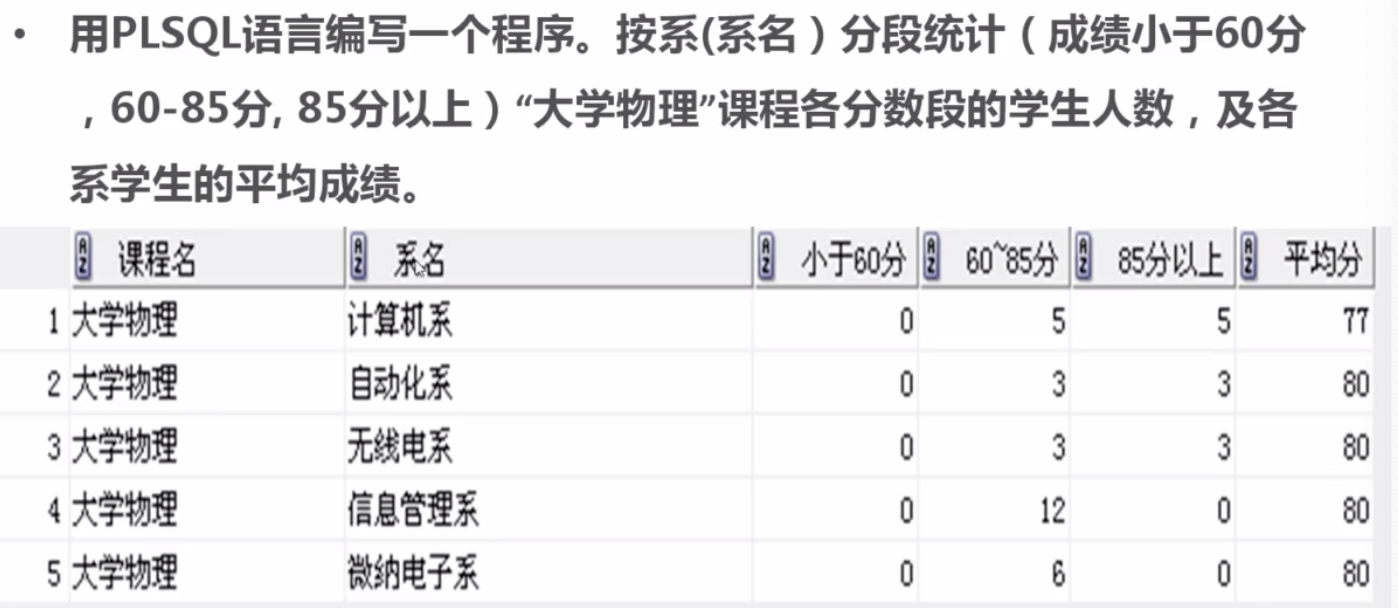 • 用PLSQL语言编写一个程序。按系(系名）分段统计（成绩小于60分
，60-85分, 85分以上）“大学物理”课程各分数段的学生人数，及各
系学生的平均成绩。
课程名 系名 小于60分 60~85分 85分以上 平均分
1 大学物理 计算机系 0 5 5 77
2 大学物理 自动化系 0 3 3 80
3 大学物理 无线电系 0 3 3 80
4 大学物理 信息管理系 0 12 0 80
5 大学物理 微纳电子系 0 6 0 80